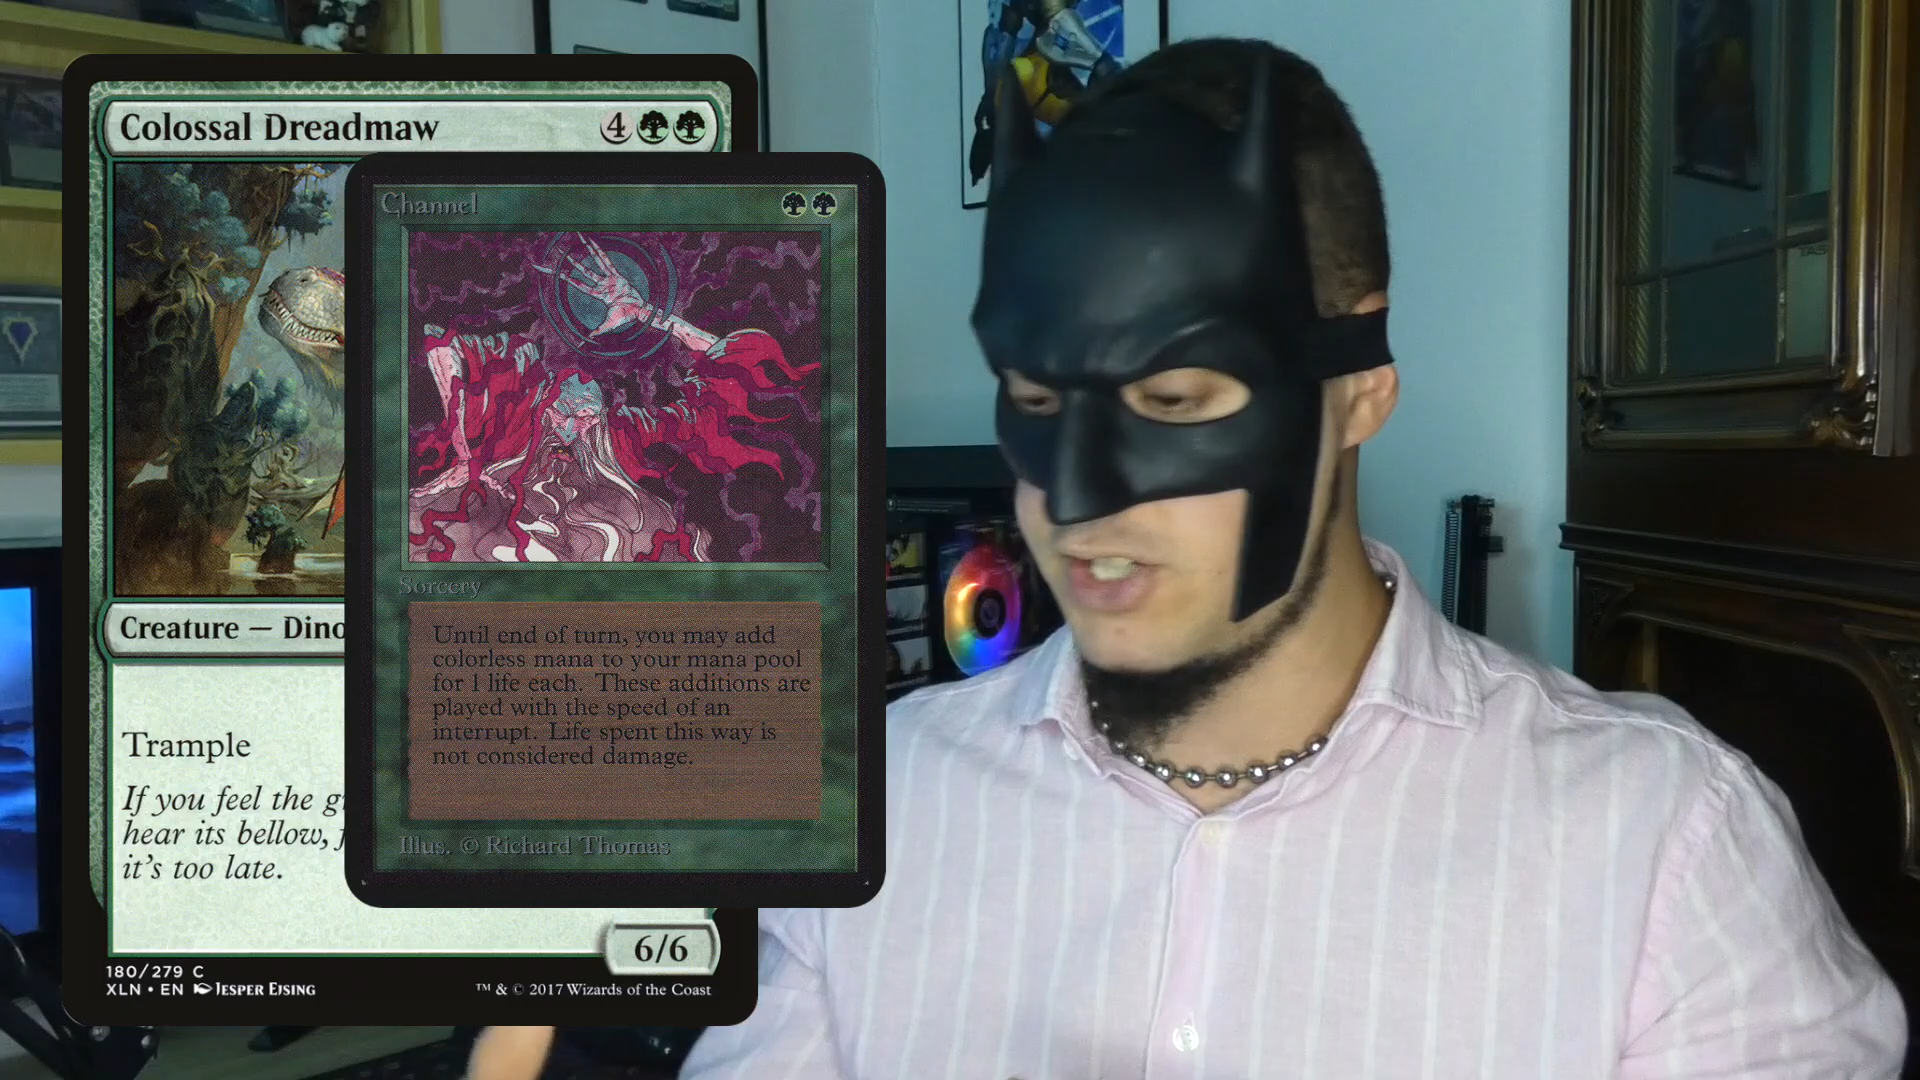 Colossal Dreadmaw
4
Creature — Dino
Trample
If you feel the g
hear its bellow,
it's too late.
6/6
180/279 C
XLN • EN JESPER EJSING
™ & © 2017 Wizards of the Coast
Channel
Sorcery
Until end of turn, you may add
colorless mana to your mana pool
for 1 life each. These additions are
played with the speed of an
interrupt. Life spent this way is
not considered damage.
Illus. © Richard Thomas